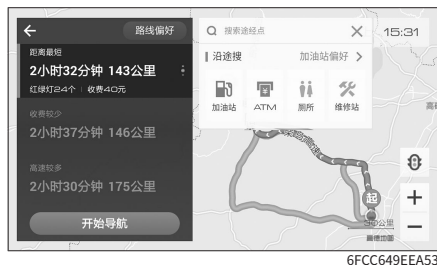 路线偏好
距离最短
2小时32分钟 143公里
红绿灯24个 收费40元
收费较少
2小时37分钟 146公里
高速较多
2小时30分钟 175公里
开始导航
搜索途经点
沿途搜 加油站偏好
加油站 ATM 厕所 维修站
15:31
起
高德地图
6FCC649EEA53